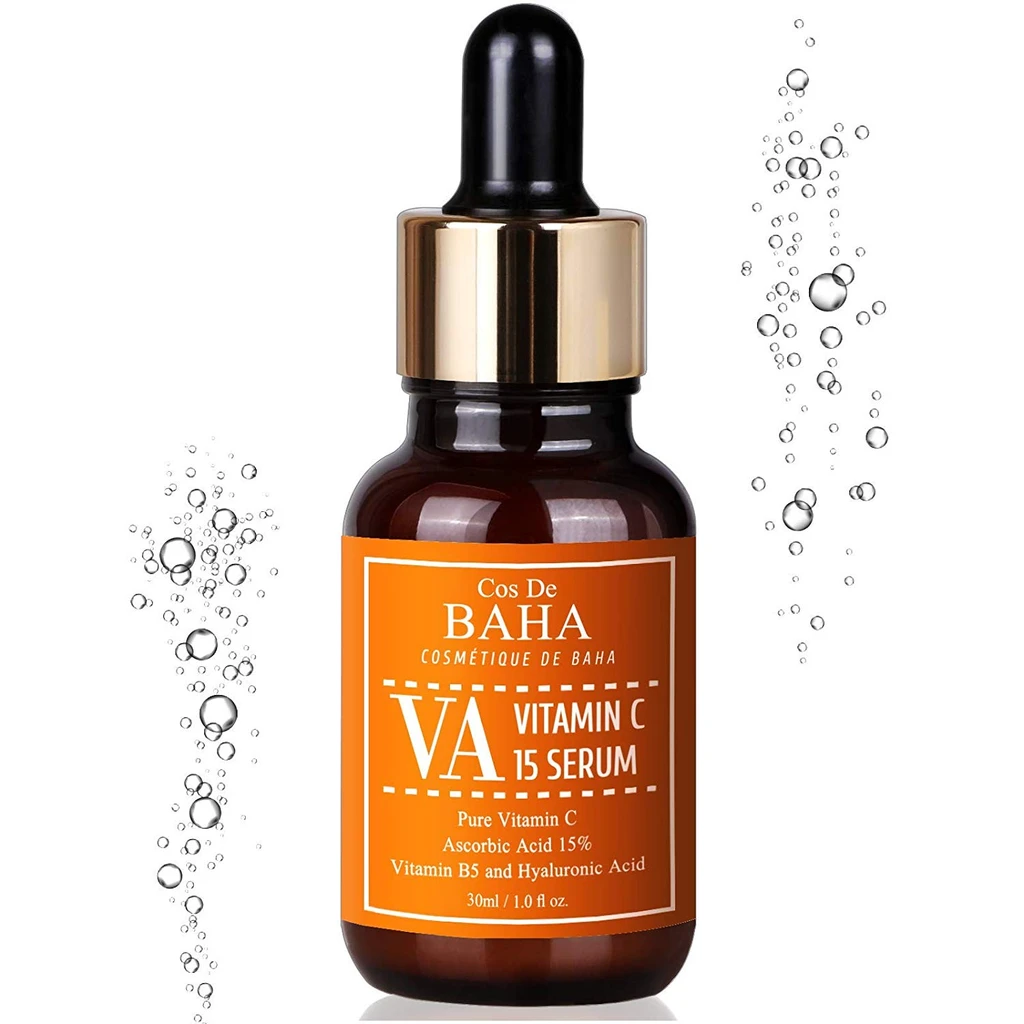 Cos De
BAHA
COSMÉTIQUE DE BAHA
VA
VITAMIN C
15 SERUM
Pure Vitamin C
Ascorbic Acid 15%
Vitamin B5 and Hyaluronic Acid
30ml / 1.0 fl oz.